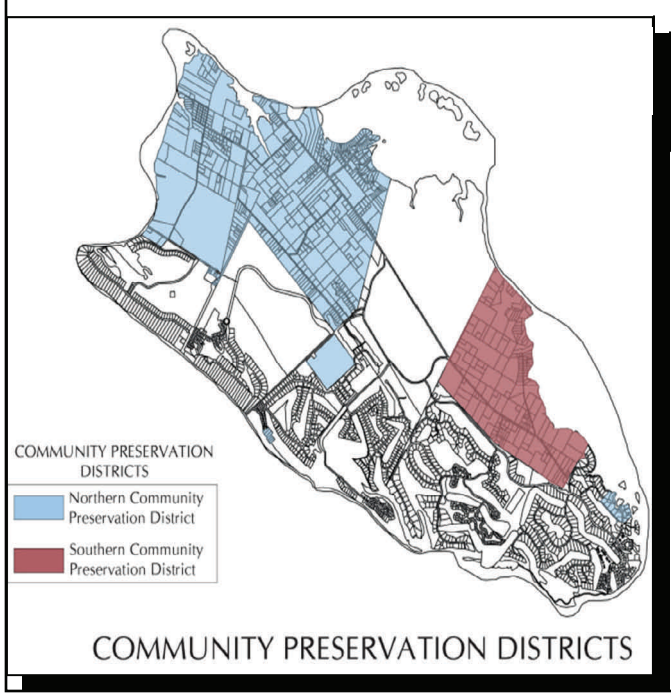 COMMUNITY PRESERVATION
DISTRICTS
Northern Community
Preservation District
Southern Community
Preservation District
COMMUNITY PRESERVATION DISTRICTS